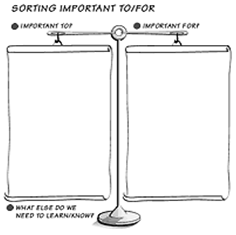 SORTING IMPORTANT TO/FOR
IMPORTANT TO?
IMPORTANT FOR?
WHAT ELSE DO WE
NEED TO LEARN/KNOW?